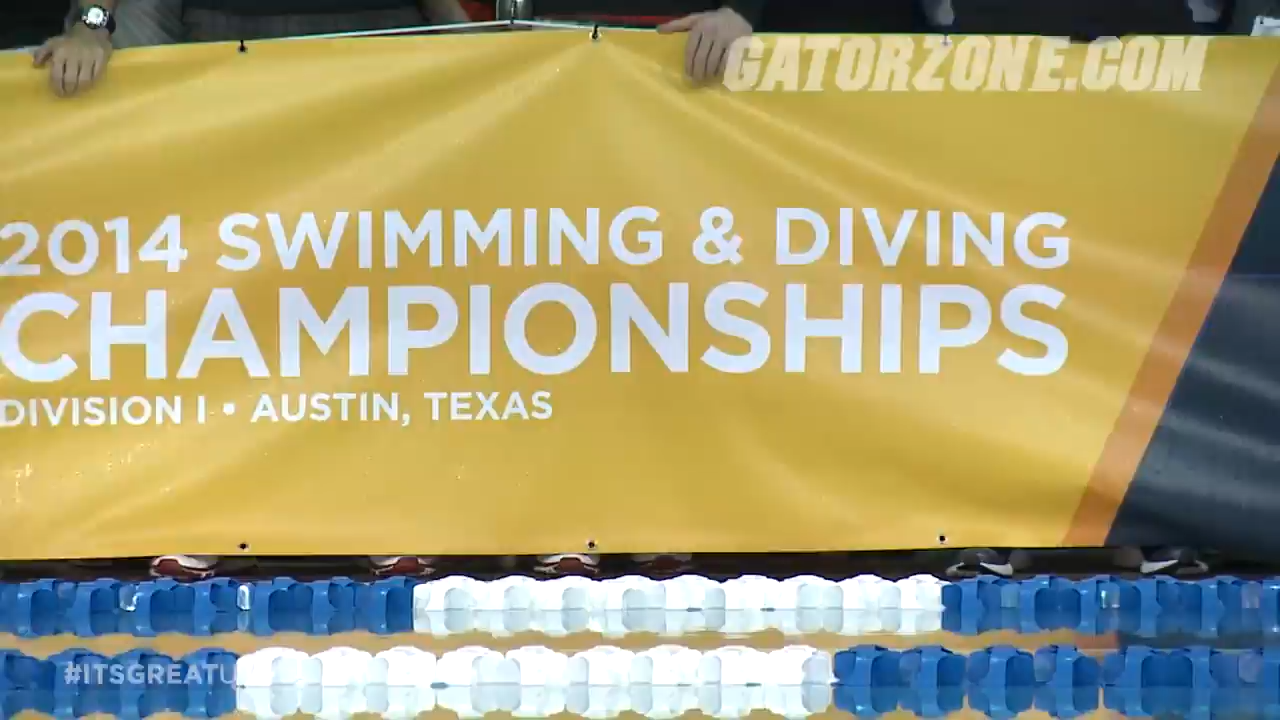 GATORZONE.COM
2014 SWIMMING & DIVING
CHAMPIONSHIPS
DIVISION I • AUSTIN, TEXAS